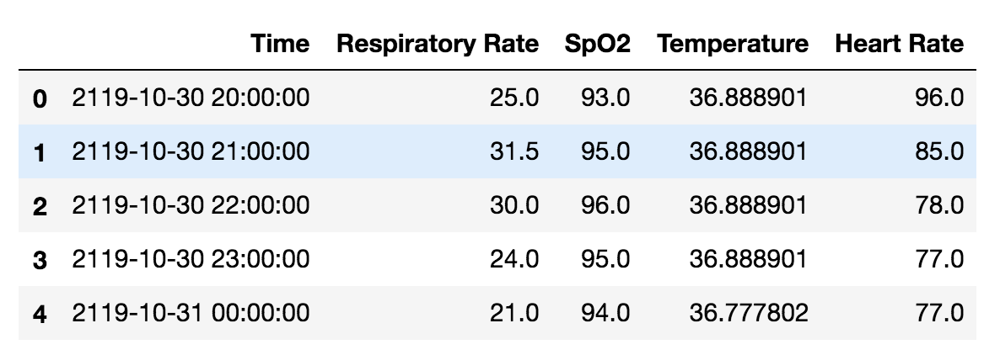 Time Respiratory Rate SpO2 Temperature Heart Rate
0 2119-10-30 20:00:00 25.0 93.0 36.888901 96.0
1 2119-10-30 21:00:00 31.5 95.0 36.888901 85.0
2 2119-10-30 22:00:00 30.0 96.0 36.888901 78.0
3 2119-10-30 23:00:00 24.0 95.0 36.888901 77.0
4 2119-10-31 00:00:00 21.0 94.0 36.777802 77.0